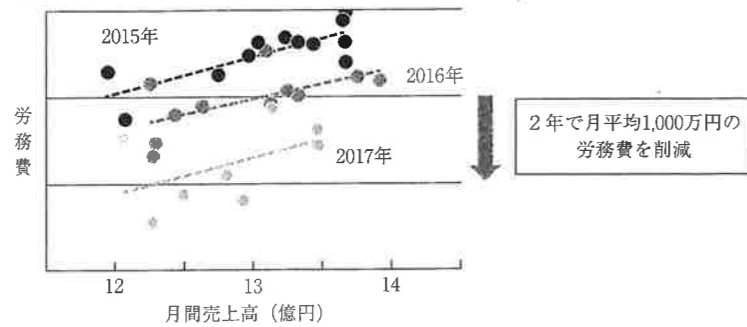 2015年
2016年
2017年
労務費
12
13
14
月間売上高（億円）
2年で月平均1,000万円の
労務費を削減